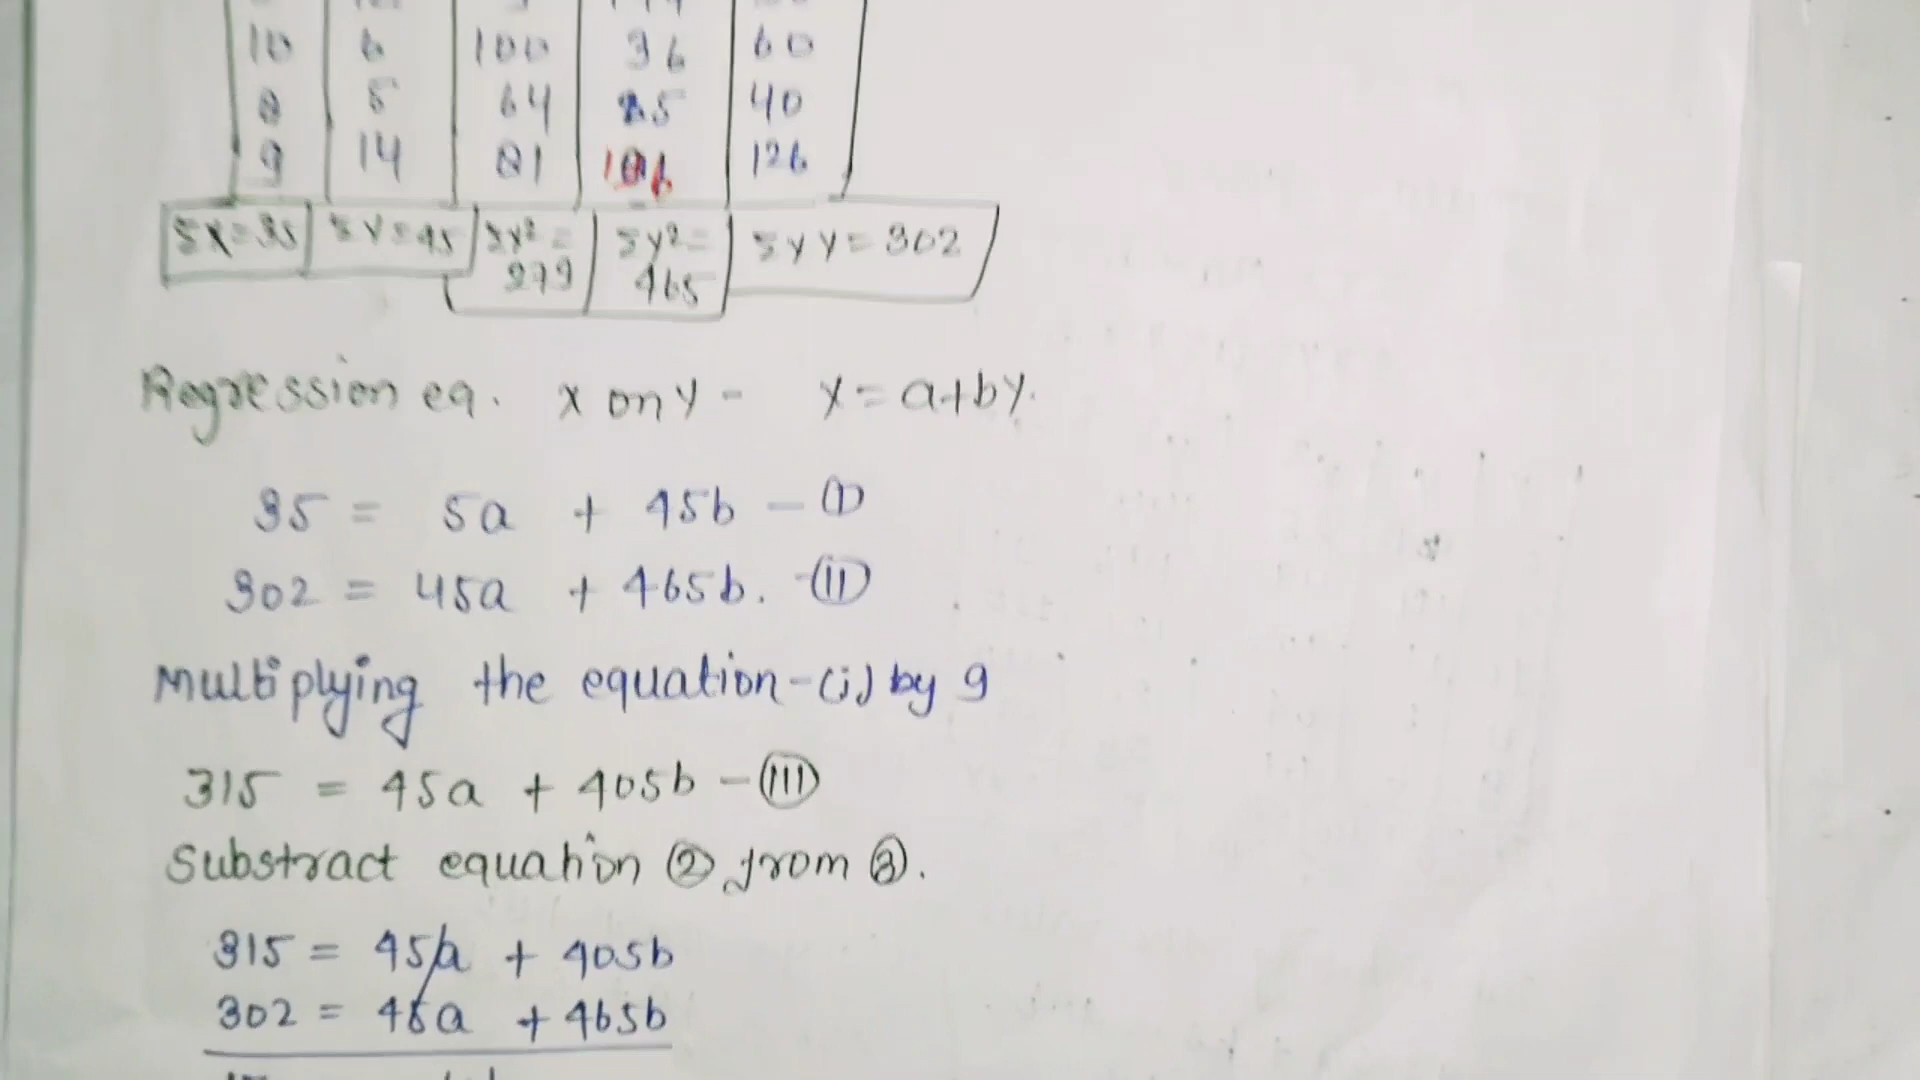 10 6 100 36 60
8 5 64 25 40
9 14 81 196 126
ΣX=35 ΣY=45 ΣX²=279 ΣY²=465 ΣXY=302
Regression eq. X on Y - X=a+bY.
35 = 5a + 45b - (I)
302 = 45a + 465b. - (II)
Multiplying the equation-(i) by 9
315 = 45a + 405b - (III)
Substract equation ② from ③.
315 = 45a + 405b
302 = 45a + 465b